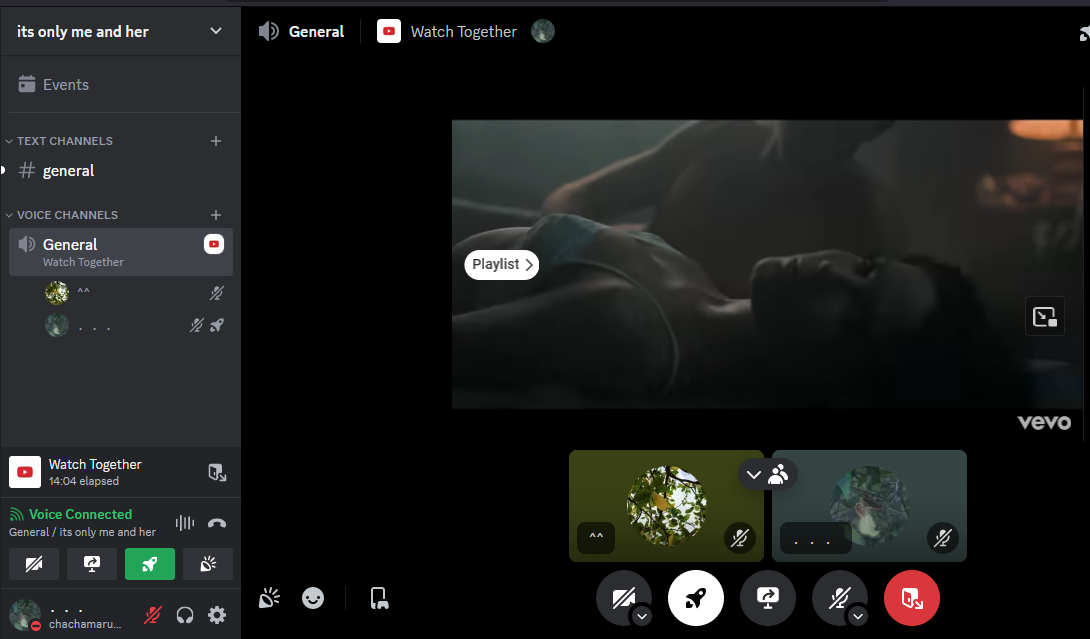 its only me and her
General
Watch Together
Events
TEXT CHANNELS
general
VOICE CHANNELS
General
Watch Together
^^
. . .
Playlist
vevo
Watch Together
14:04 elapsed
Voice Connected
General / its only me and her
^^
. . .
. . .
chachamaru...